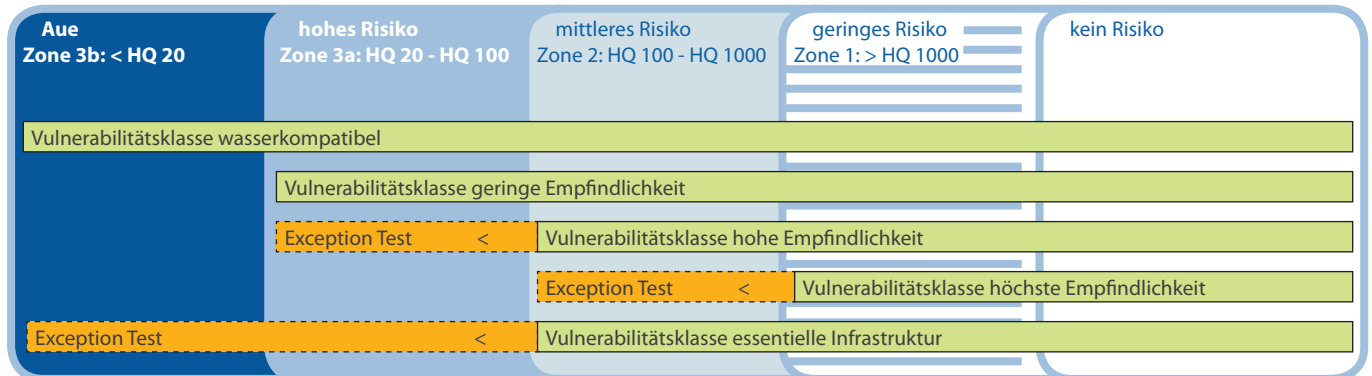 Aue
Zone 3b: < HQ 20
hohes Risiko
Zone 3a: HQ 20 - HQ 100
mittleres Risiko
Zone 2: HQ 100 - HQ 1000
geringes Risiko
Zone 1: > HQ 1000
kein Risiko
Vulnerabilitätsklasse wasserkompatibel
Vulnerabilitätsklasse geringe Empfindlichkeit
Exception Test < Vulnerabilitätsklasse hohe Empfindlichkeit
Exception Test < Vulnerabilitätsklasse höchste Empfindlichkeit
Exception Test < Vulnerabilitätsklasse essentielle Infrastruktur